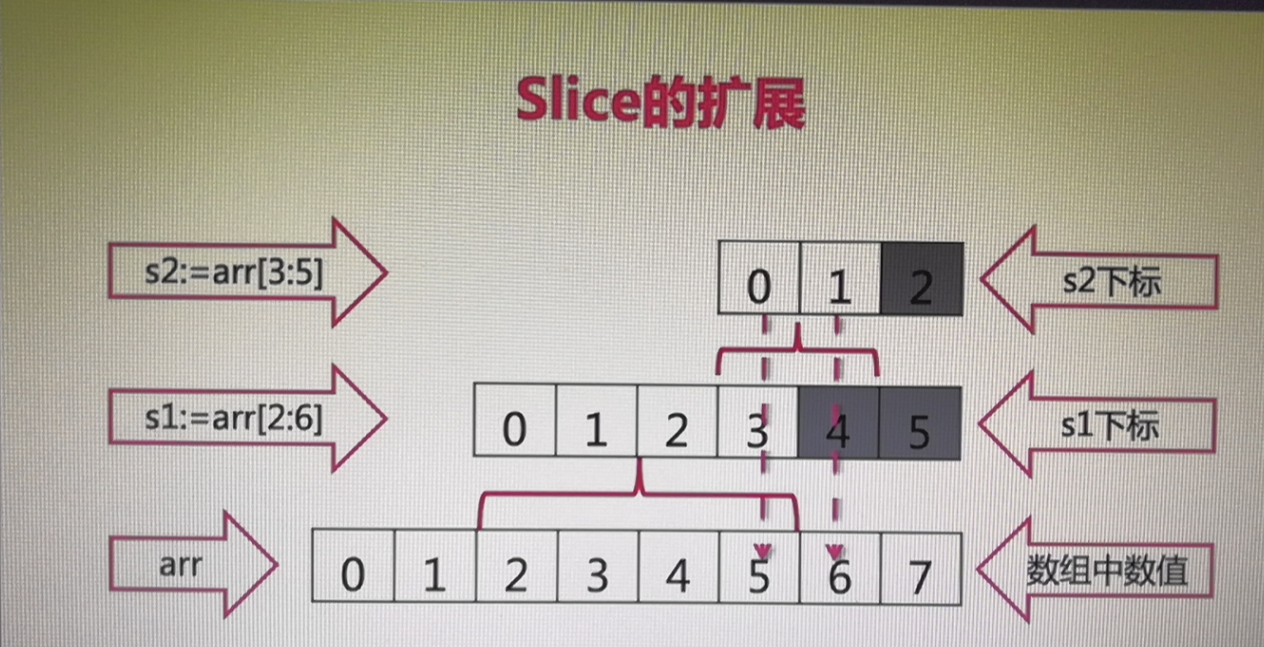 Slice的扩展
s2:=arr[3:5]
0 1 2
s2下标
s1:=arr[2:6]
0 1 2 3 4 5
s1下标
arr
0 1 2 3 4 5 6 7
数组中数值